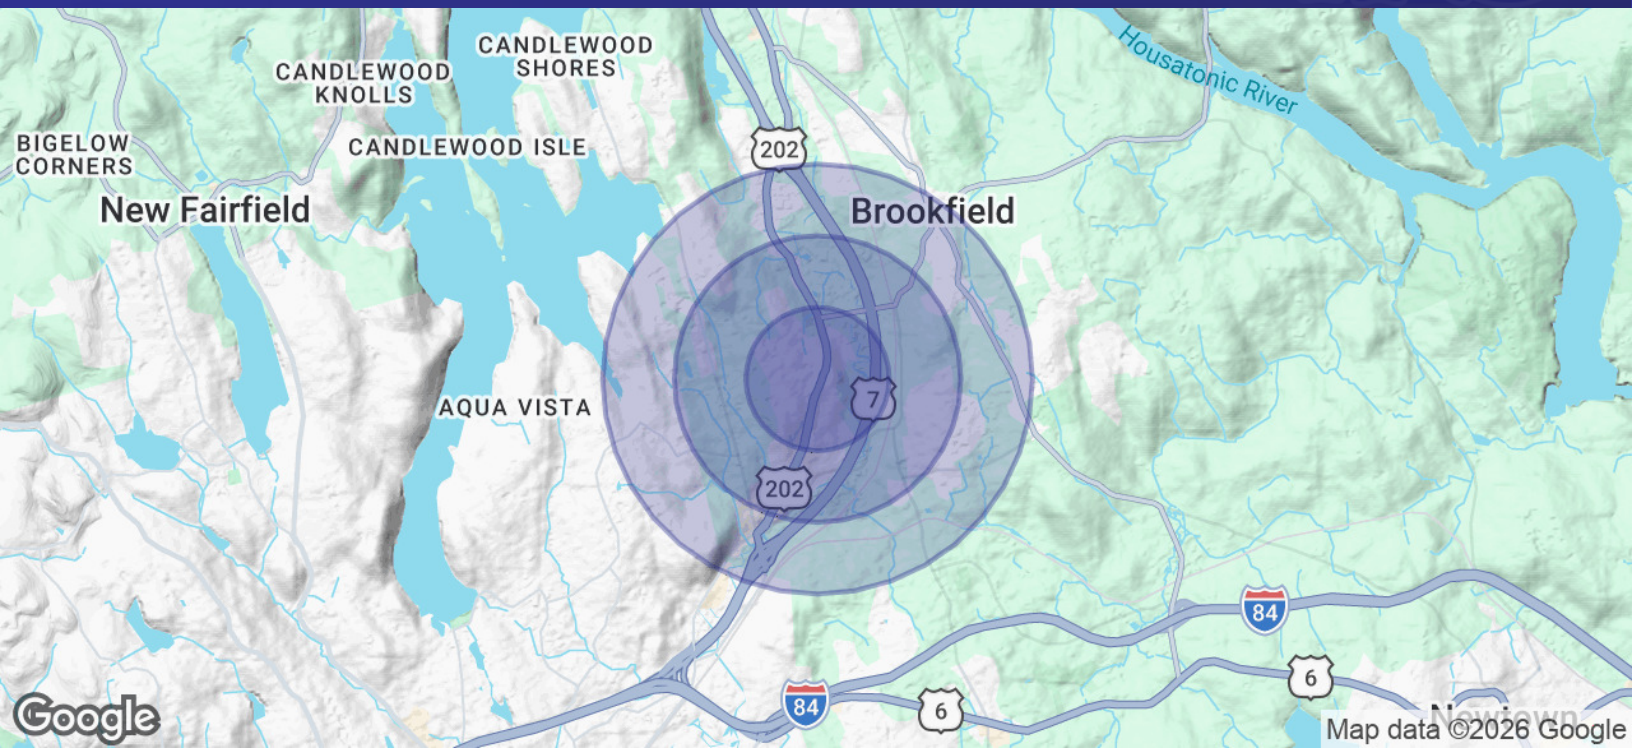 CANDLEWOOD
SHORES
Housatonic River
CANDLEWOOD
KNOLLS
BIGELOW
CORNERS
CANDLEWOOD ISLE
202
New Fairfield
Brookfield
AQUA VISTA
7
202
84
6
84
6
Newtown
Google
Map data ©2026 Google